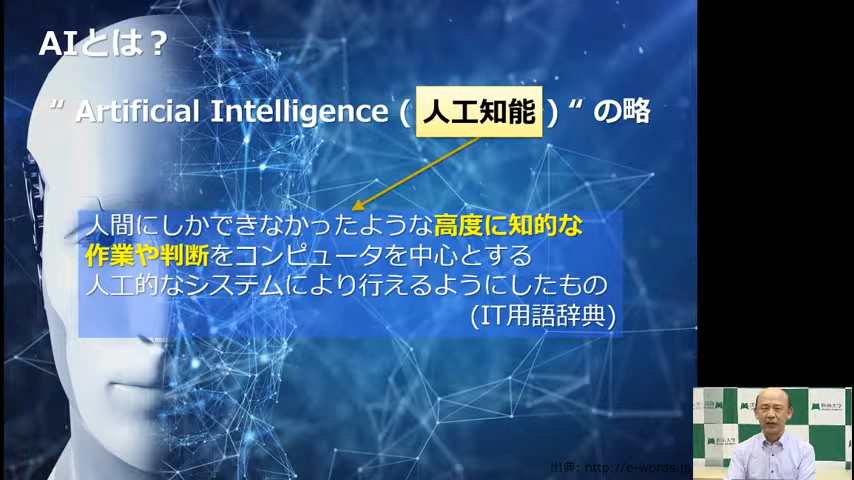 AIとは？
“ Artificial Intelligence ( 人工知能 ) “ の略
人間にしかできなかったような高度に知的な
作業や判断をコンピュータを中心とする
人工的なシステムにより行えるようにしたもの
(IT用語辞典)
出典: http://e-words.jp